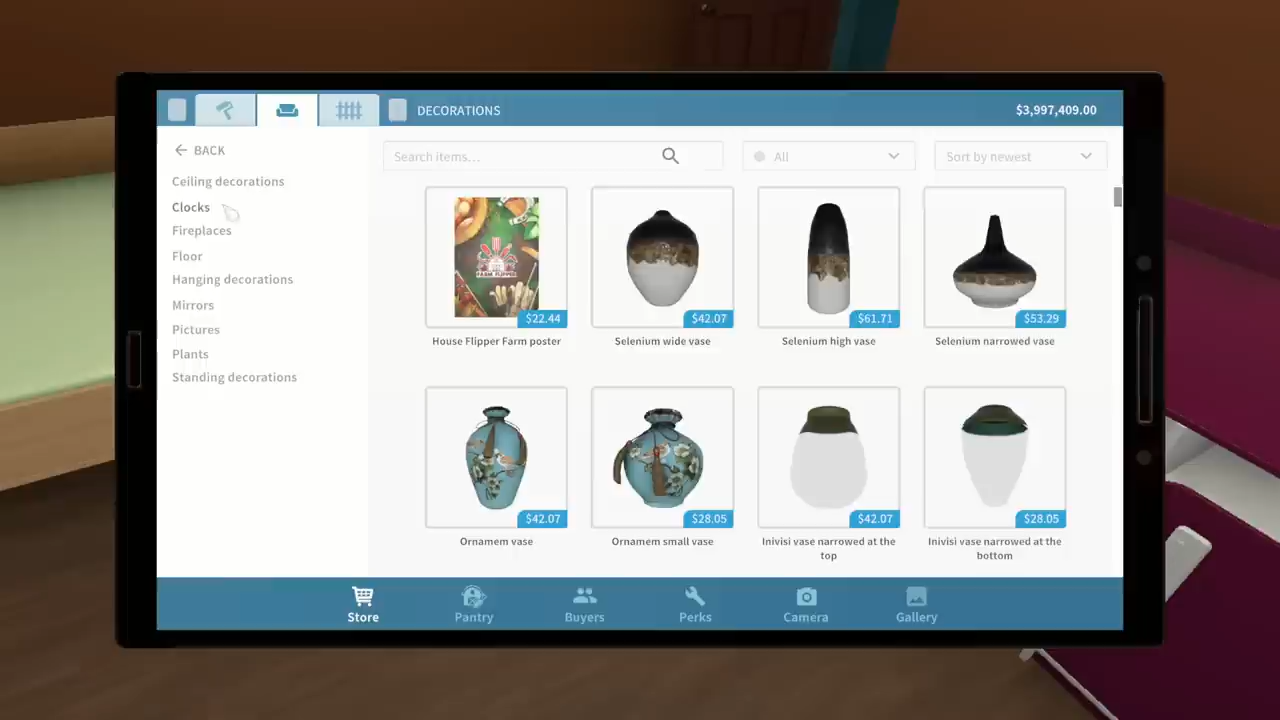 DECORATIONS
$3,997,409.00
BACK
Search items...
All
Sort by newest
Ceiling decorations
Clocks
Fireplaces
Floor
Hanging decorations
Mirrors
Pictures
Plants
Standing decorations
FARM FLIPPER
$22.44
$42.07
$61.71
$53.29
House Flipper Farm poster
Selenium wide vase
Selenium high vase
Selenium narrowed vase
$42.07
$28.05
$42.07
$28.05
Ornamem vase
Ornamem small vase
Inivisi vase narrowed at the
top
Inivisi vase narrowed at the
bottom
Store
Pantry
Buyers
Perks
Camera
Gallery